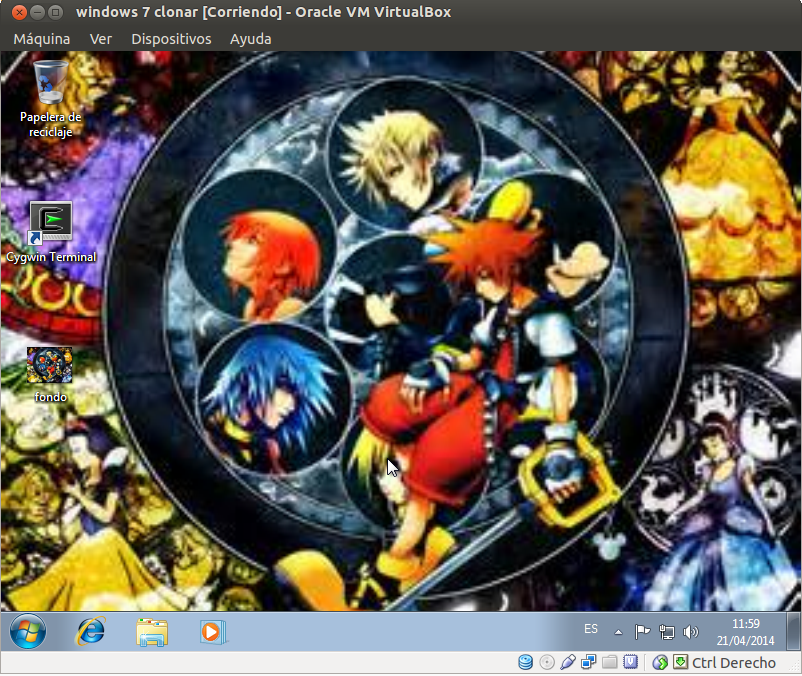 windows 7 clonar [Corriendo] - Oracle VM VirtualBox
Máquina Ver Dispositivos Ayuda
Papelera de
reciclaje
Cygwin Terminal
fondo
ES
11:59
21/04/2014
Ctrl Derecho